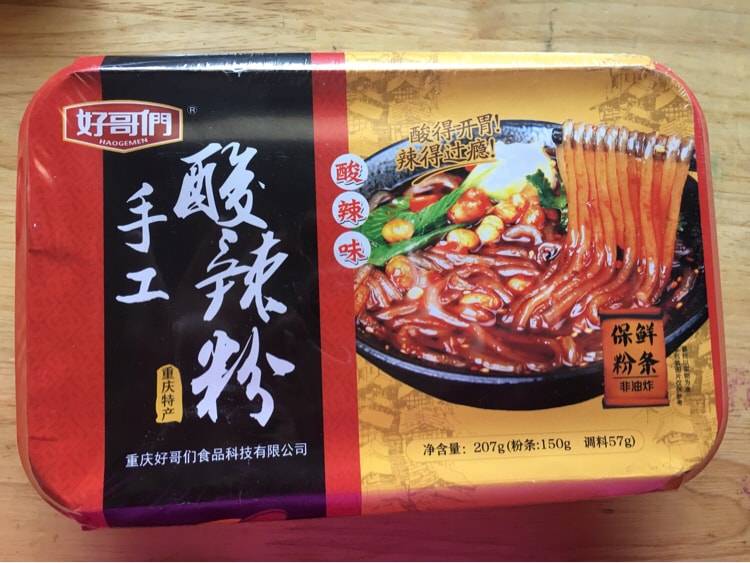 好哥們
HAOGEMEN
®
手工
酸辣粉
重庆特产
重庆好哥们食品科技有限公司
酸辣味
酸得开胃!
辣得过瘾!
保鲜
粉条
非油炸
净含量: 207g(粉条:150g 调料57g)